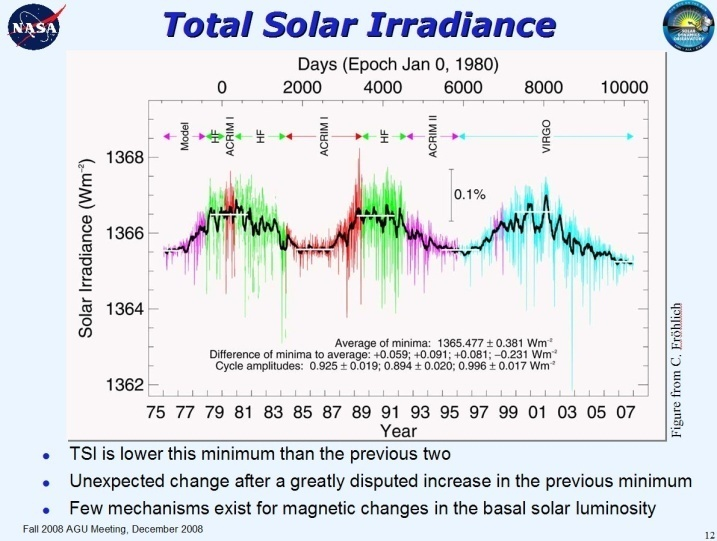 NASA
Total Solar Irradiance
SOLAR DYNAMICS OBSERVATORY
Days (Epoch Jan 0, 1980)
0 2000 4000 6000 8000 10000
Model HF ACRIM I HF ACRIM I HF ACRIM II VIRGO
Solar Irradiance (Wm⁻²)
1368
1366
1364
1362
0.1%
Average of minima: 1365.477 ± 0.381 Wm⁻²
Difference of minima to average: +0.059; +0.091; +0.081; −0.231 Wm⁻²
Cycle amplitudes: 0.925 ± 0.019; 0.894 ± 0.020; 0.996 ± 0.017 Wm⁻²
75 77 79 81 83 85 87 89 91 93 95 97 99 01 03 05 07
Year
Figure from C. Fröhlich
• TSI is lower this minimum than the previous two
• Unexpected change after a greatly disputed increase in the previous minimum
• Few mechanisms exist for magnetic changes in the basal solar luminosity
Fall 2008 AGU Meeting, December 2008
12